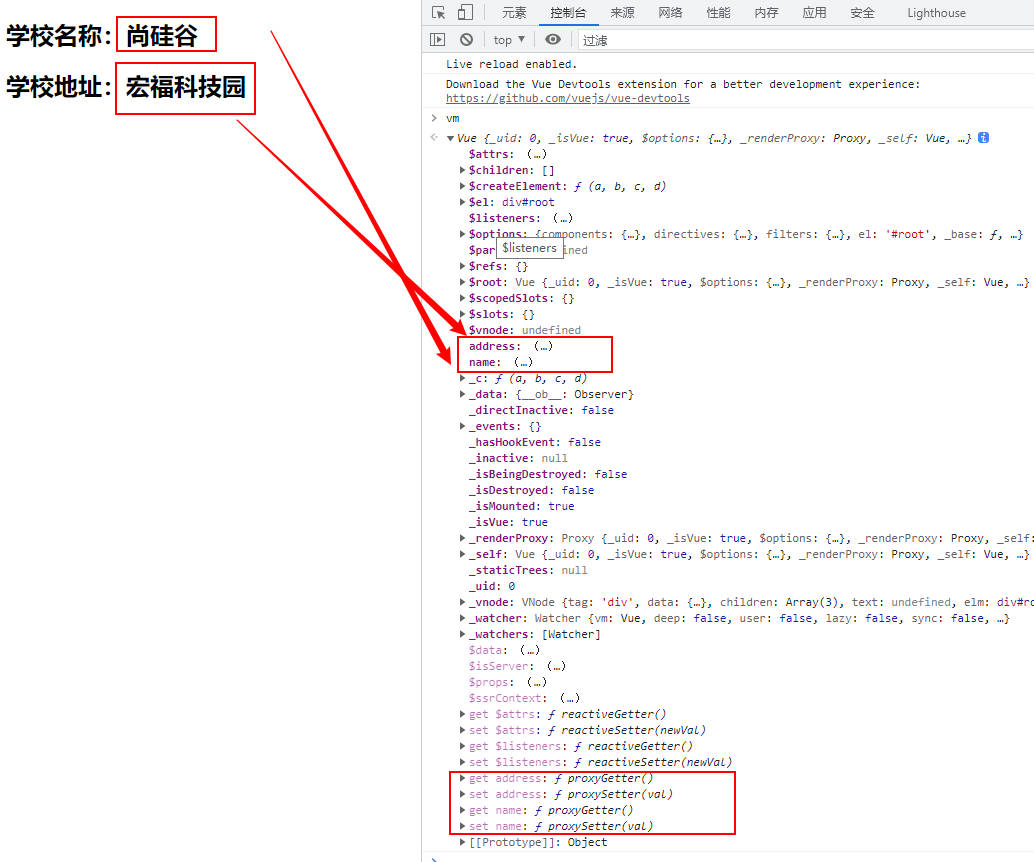 学校名称：尚硅谷
学校地址：宏福科技园
元素 控制台 来源 网络 性能 内存 应用 安全 Lighthouse
top ▼ 过滤
Live reload enabled.
Download the Vue Devtools extension for a better development experience:
https://github.com/vuejs/vue-devtools
> vm
Vue {_uid: 0, _isVue: true, $options: {…}, _renderProxy: Proxy, _self: Vue, …}
$attrs: (…)
$children: []
$createElement: ƒ (a, b, c, d)
$el: div#root
$listeners: (…)
$options: {components: {…}, directives: {…}, filters: {…}, el: '#root', _base: ƒ, …}
$par
$listeners
ined
$refs: {}
$root: Vue {_uid: 0, _isVue: true, $options: {…}, _renderProxy: Proxy, _self: Vue, …}
$scopedSlots: {}
$slots: {}
$vnode: undefined
address: (…)
name: (…)
_c: ƒ (a, b, c, d)
_data: {__ob__: Observer}
_directInactive: false
_events: {}
_hasHookEvent: false
_inactive: null
_isBeingDestroyed: false
_isDestroyed: false
_isMounted: true
_isVue: true
_renderProxy: Proxy {_uid: 0, _isVue: true, $options: {…}, _renderProxy: Proxy, _self:
_self: Vue {_uid: 0, _isVue: true, $options: {…}, _renderProxy: Proxy, _self: Vue, …}
_staticTrees: null
_uid: 0
_vnode: VNode {tag: 'div', data: {…}, children: Array(3), text: undefined, elm: div#ro
_watcher: Watcher {vm: Vue, deep: false, user: false, lazy: false, sync: false, …}
_watchers: [Watcher]
$data: (…)
$isServer: (…)
$props: (…)
$ssrContext: (…)
get $attrs: ƒ reactiveGetter()
set $attrs: ƒ reactiveSetter(newVal)
get $listeners: ƒ reactiveGetter()
set $listeners: ƒ reactiveSetter(newVal)
get address: ƒ proxyGetter()
set address: ƒ proxySetter(val)
get name: ƒ proxyGetter()
set name: ƒ proxySetter(val)
[[Prototype]]: Object